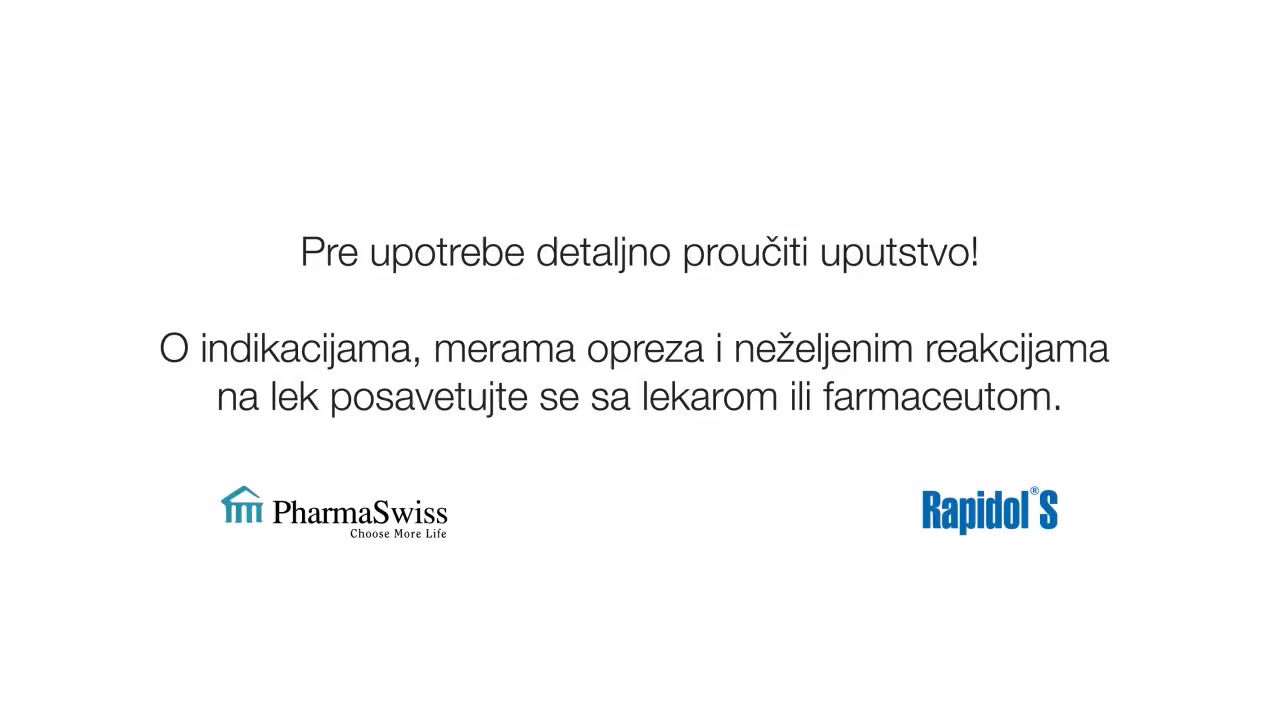 Pre upotrebe detaljno proučiti uputstvo!
O indikacijama, merama opreza i neželjenim reakcijama
na lek posavetujte se sa lekarom ili farmaceutom.
PharmaSwiss
Choose More Life
Rapidol® S